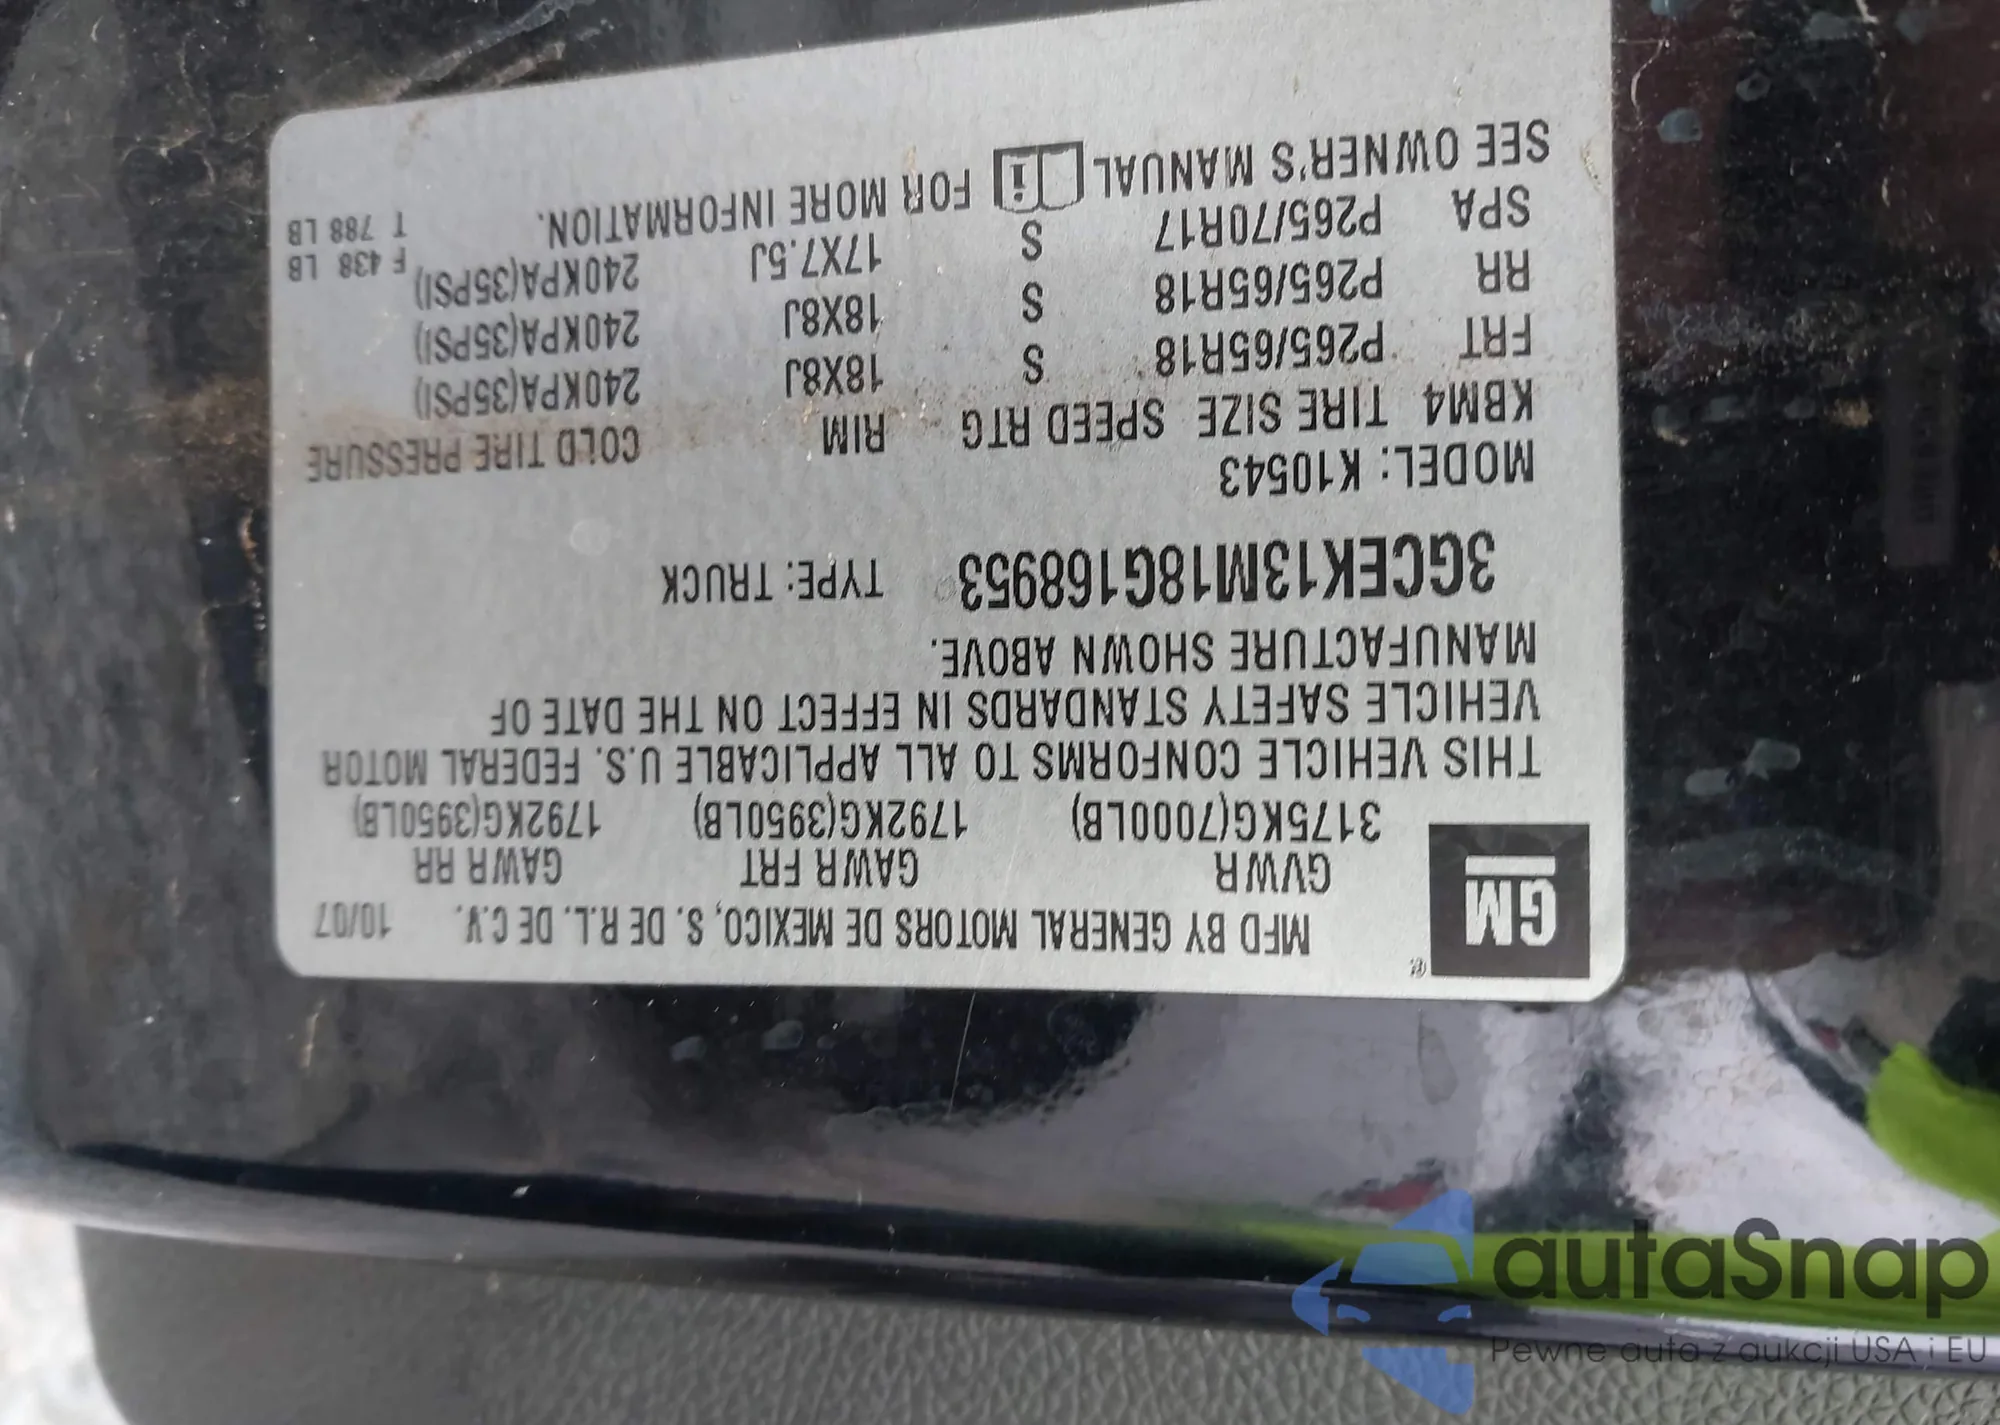 GM ®
MFD BY GENERAL MOTORS DE MEXICO, S. DE R.L. DE C.V. 10/07
GVWR GAWR FRT GAWR RR
3175KG(7000LB) 1792KG(3950LB) 1792KG(3950LB)
THIS VEHICLE CONFORMS TO ALL APPLICABLE U.S. FEDERAL MOTOR
VEHICLE SAFETY STANDARDS IN EFFECT ON THE DATE OF
MANUFACTURE SHOWN ABOVE.
3GCEK13M18G168953 TYPE: TRUCK
MODEL: K10543
KBM4 TIRE SIZE SPEED RTG RIM COLD TIRE PRESSURE
FRT P265/65R18 S 18X8J 240KPA(35PSI)
RR P265/65R18 S 18X8J 240KPA(35PSI)
SPA P265/70R17 S 17X7.5J 240KPA(35PSI) F 438 LB
SEE OWNER'S MANUAL i FOR MORE INFORMATION. T 788 LB
autaSnap
Pewne auta z aukcji USA i EU